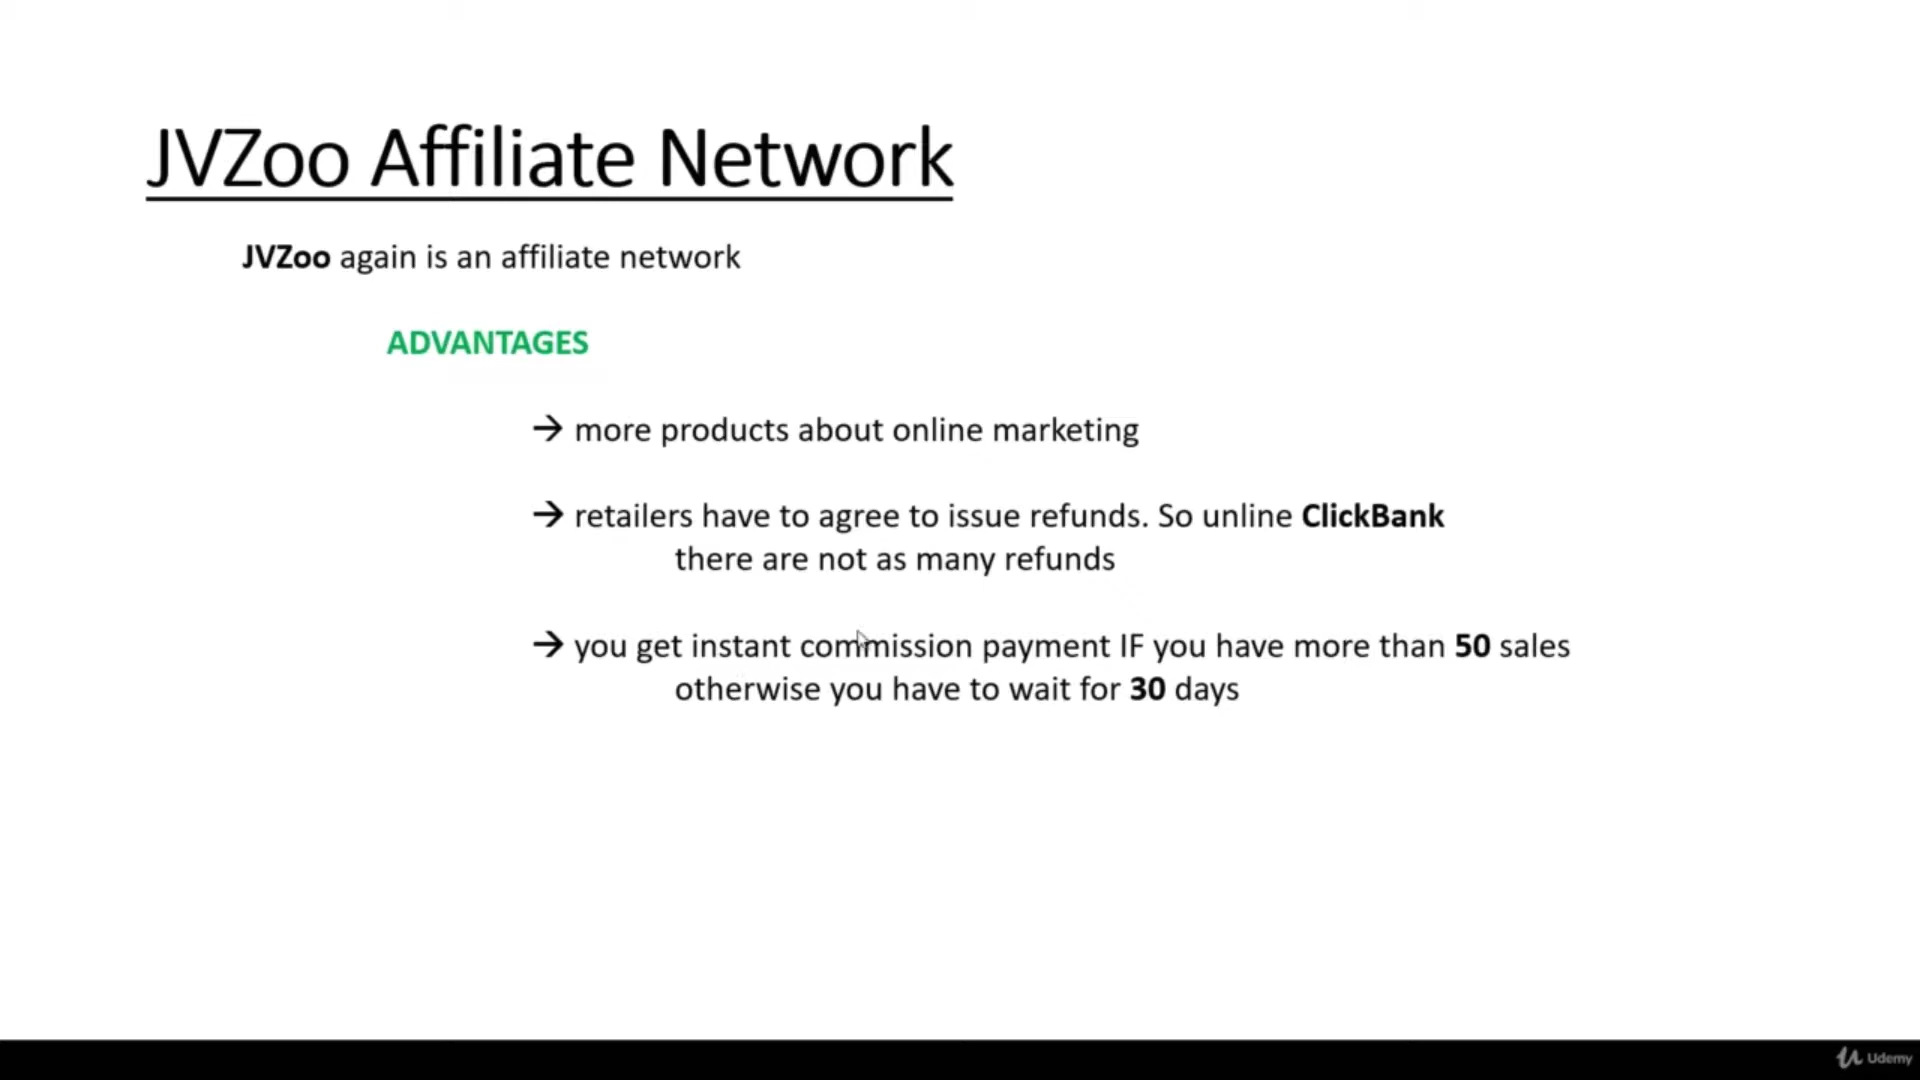 JVZoo Affiliate Network
JVZoo again is an affiliate network
ADVANTAGES
→ more products about online marketing
→ retailers have to agree to issue refunds. So unline ClickBank
there are not as many refunds
→ you get instant commission payment IF you have more than 50 sales
otherwise you have to wait for 30 days
Udemy